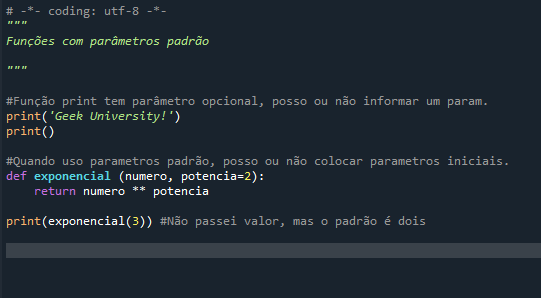 # -*- coding: utf-8 -*-
"""
Funções com parâmetros padrão
"""
#Função print tem parâmetro opcional, posso ou não informar um param.
print('Geek University!')
print()
#Quando uso parametros padrão, posso ou não colocar parametros iniciais.
def exponencial (numero, potencia=2):
    return numero ** potencia
print(exponencial(3)) #Não passei valor, mas o padrão é dois